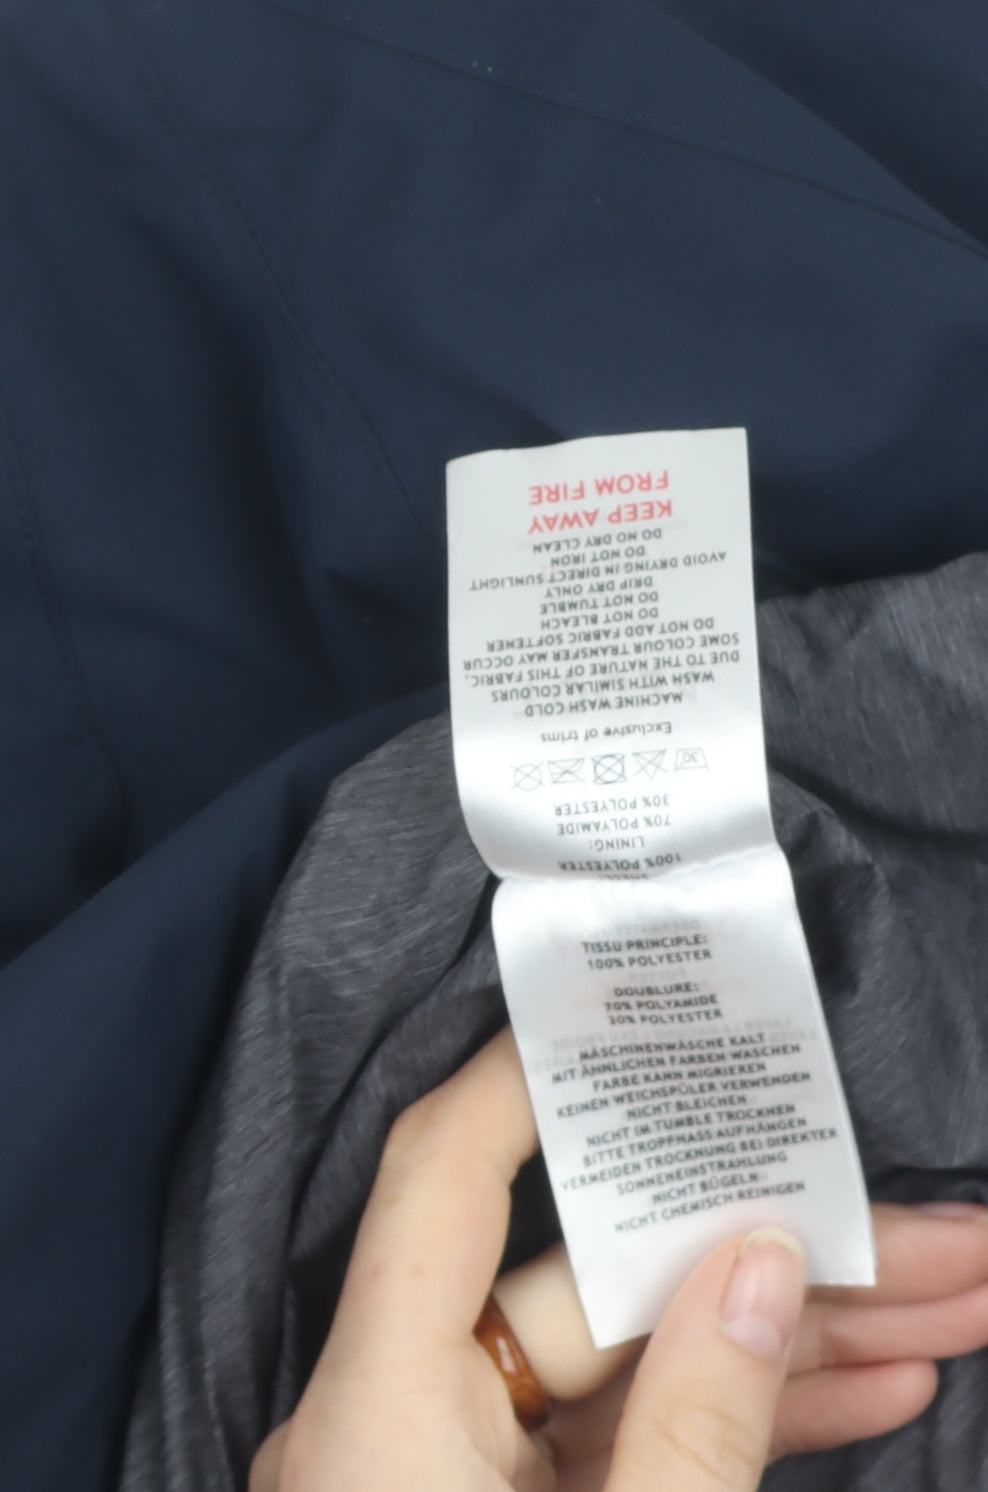 SHELL:
100% POLYESTER
LINING:
70% POLYAMIDE
30% POLYESTER
30
Exclusive of trims
MACHINE WASH COLD
WASH WITH SIMILAR COLOURS
DUE TO THE NATURE OF THIS FABRIC,
SOME COLOUR TRANSFER MAY OCCUR
DO NOT ADD FABRIC SOFTENER
DO NOT BLEACH
DO NOT TUMBLE
DRIP DRY ONLY
AVOID DRYING IN DIRECT SUNLIGHT
DO NOT IRON
DO NO DRY CLEAN
KEEP AWAY
FROM FIRE
TISSU PRINCIPLE:
100% POLYESTER
DOUBLURE:
70% POLYAMIDE
30% POLYESTER
MASCHINENWÄSCHE KALT
MIT ÄHNLICHEN FARBEN WASCHEN
FARBE KANN MIGRIEREN
KEINEN WEICHSPÜLER VERWENDEN
NICHT BLEICHEN
NICHT IM TUMBLE TROCKNEN
BITTE TROPFNASS AUFHÄNGEN
VERMEIDEN TROCKNUNG BEI DIREKTER
SONNENEINSTRAHLUNG
NICHT BÜGELN
NICHT CHEMISCH REINIGEN